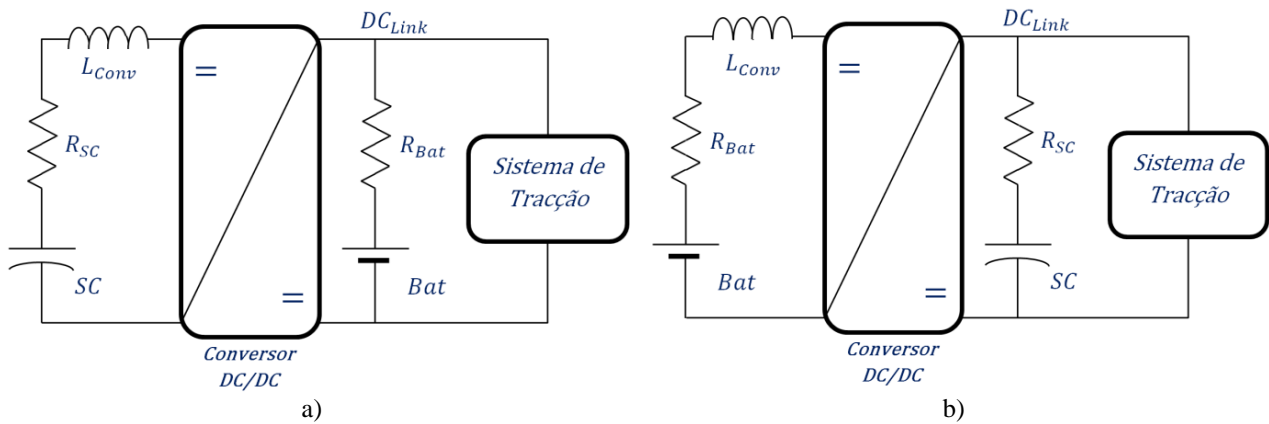 DC_Link
L_Conv
=
R_SC
R_Bat
Sistema de
Tracção
SC
Bat
=
Conversor
DC/DC
a)
DC_Link
L_Conv
=
R_Bat
R_SC
Sistema de
Tracção
Bat
SC
=
Conversor
DC/DC
b)